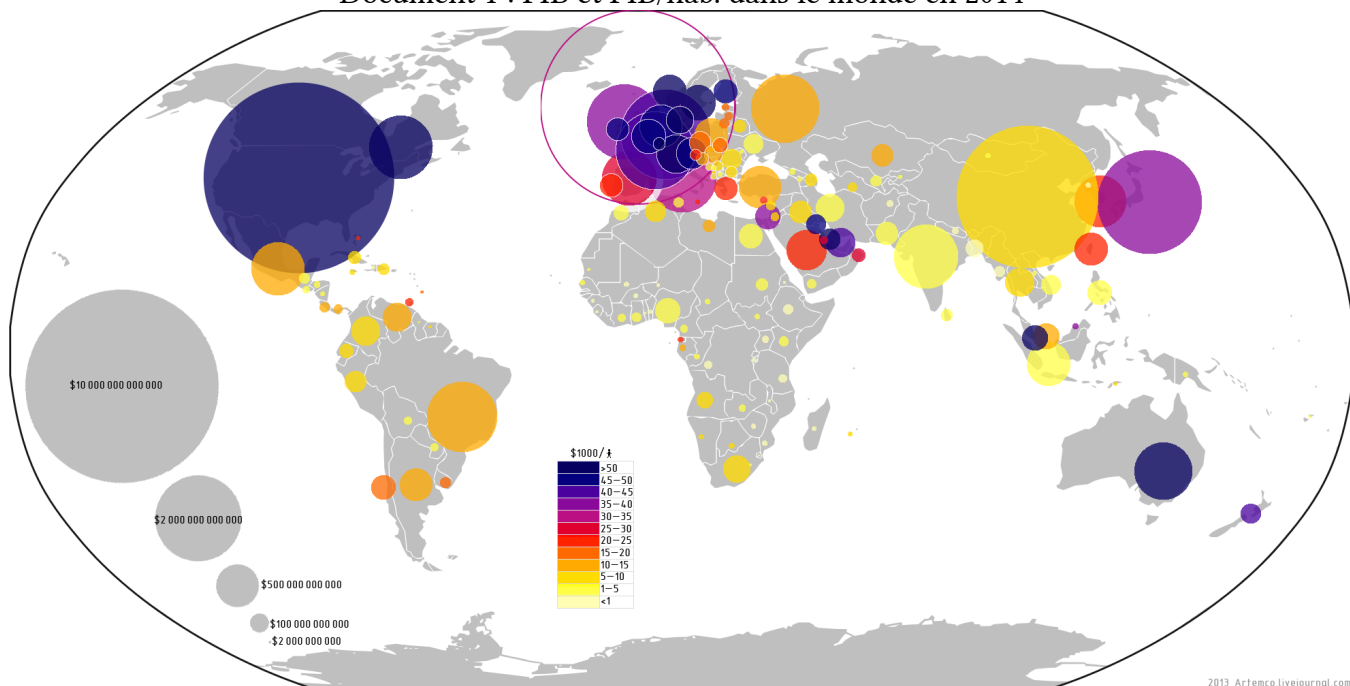 Document 1 : PIB et PIB/hab. dans le monde en
$10 000 000 000 000
$2 000 000 000 000
$500 000 000 000
$100 000 000 000
$2 000 000 000
$1000/
>50
45–50
40–45
35–40
30–35
25–30
20–25
15–20
10–15
5–10
1–5
<1
2013 Artemco.livejournal.com